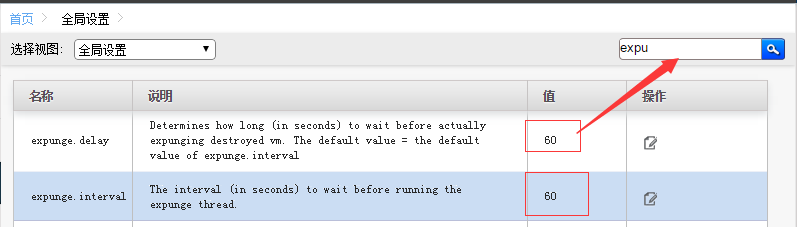 首页 > 全局设置 >
选择视图: 全局设置 expu
名称 说明 值 操作
expunge.delay Determines how long (in seconds) to wait before actually
expunging destroyed vm. The default value = the default
value of expunge.interval 60
expunge.interval The interval (in seconds) to wait before running the
expunge thread. 60